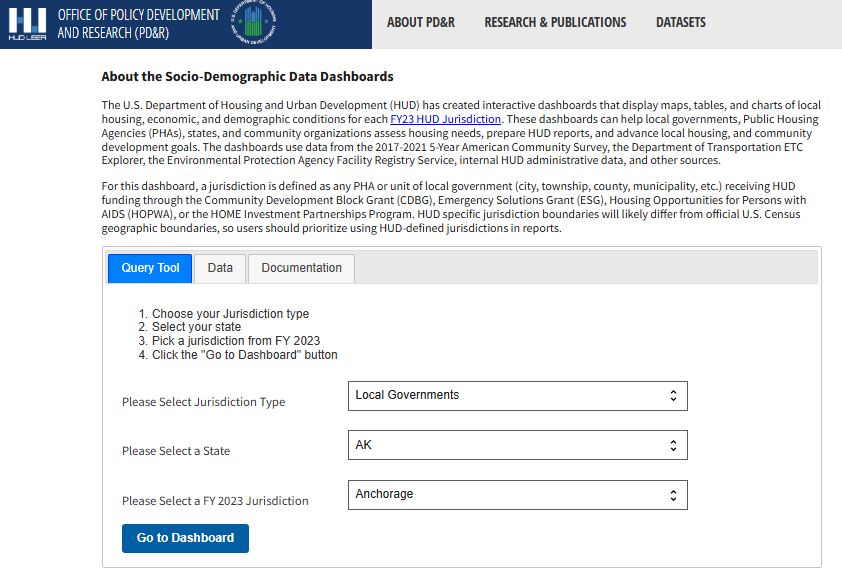 HUD USER
OFFICE OF POLICY DEVELOPMENT
AND RESEARCH (PD&R)
ABOUT PD&R
RESEARCH & PUBLICATIONS
DATASETS
About the Socio-Demographic Data Dashboards
The U.S. Department of Housing and Urban Development (HUD) has created interactive dashboards that display maps, tables, and charts of local
housing, economic, and demographic conditions for each FY23 HUD Jurisdiction. These dashboards can help local governments, Public Housing
Agencies (PHAs), states, and community organizations assess housing needs, prepare HUD reports, and advance local housing, and community
development goals. The dashboards use data from the 2017-2021 5-Year American Community Survey, the Department of Transportation ETC
Explorer, the Environmental Protection Agency Facility Registry Service, internal HUD administrative data, and other sources.
For this dashboard, a jurisdiction is defined as any PHA or unit of local government (city, township, county, municipality, etc.) receiving HUD
funding through the Community Development Block Grant (CDBG), Emergency Solutions Grant (ESG), Housing Opportunities for Persons with
AIDS (HOPWA), or the HOME Investment Partnerships Program. HUD specific jurisdiction boundaries will likely differ from official U.S. Census
geographic boundaries, so users should prioritize using HUD-defined jurisdictions in reports.
Query Tool
Data
Documentation
1. Choose your Jurisdiction type
2. Select your state
3. Pick a jurisdiction from FY 2023
4. Click the "Go to Dashboard" button
Please Select Jurisdiction Type
Local Governments
Please Select a State
AK
Please Select a FY 2023 Jurisdiction
Anchorage
Go to Dashboard